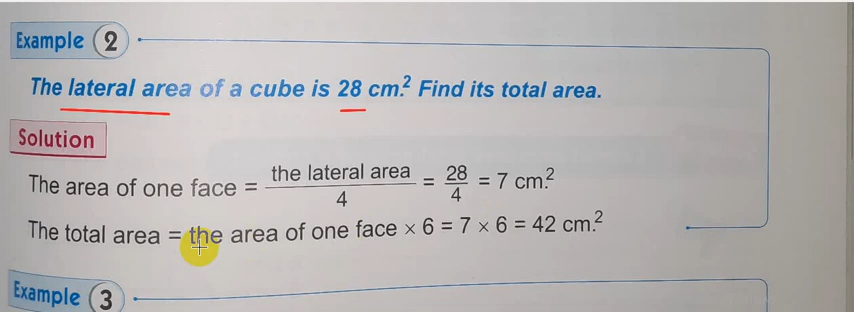 Example 2
The lateral area of a cube is 28 cm.² Find its total area.
Solution
The area of one face = the lateral area / 4 = 28 / 4 = 7 cm.²
The total area = the area of one face × 6 = 7 × 6 = 42 cm.²
Example 3